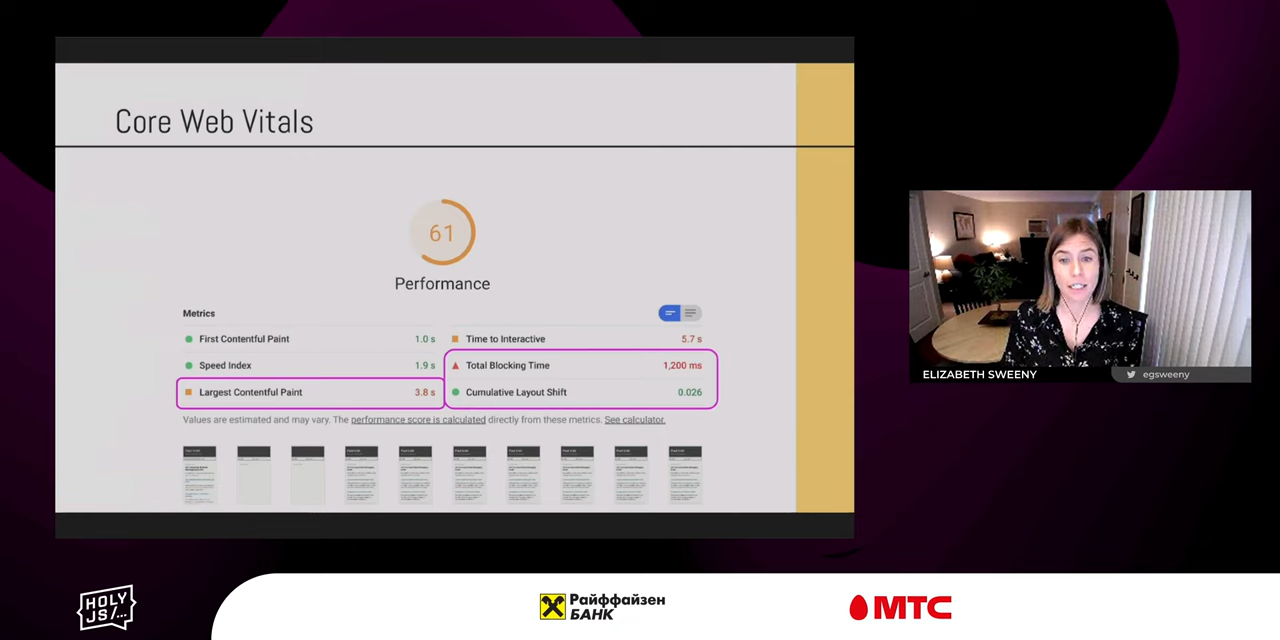 Core Web Vitals
61
Performance
Metrics
First Contentful Paint 1.0 s
Time to Interactive 5.7 s
Speed Index 1.9 s
Total Blocking Time 1,200 ms
Largest Contentful Paint 3.8 s
Cumulative Layout Shift 0.026
Values are estimated and may vary. The performance score is calculated directly from these metrics. See calculator.
ELIZABETH SWEENY
egsweeny
HOLY
JS/...
Райффайзен
БАНК
МТС